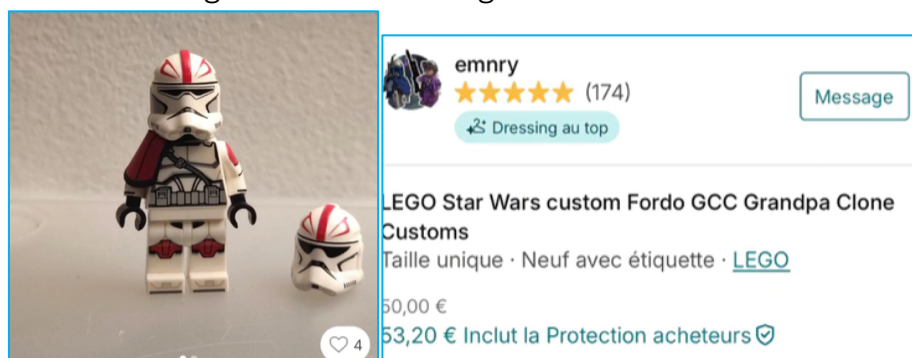 emnry
(174)
Message
Dressing au top
LEGO Star Wars custom Fordo GCC Grandpa Clone
Customs
Taille unique · Neuf avec étiquette · LEGO
50,00 €
53,20 € Inclut la Protection acheteurs
4